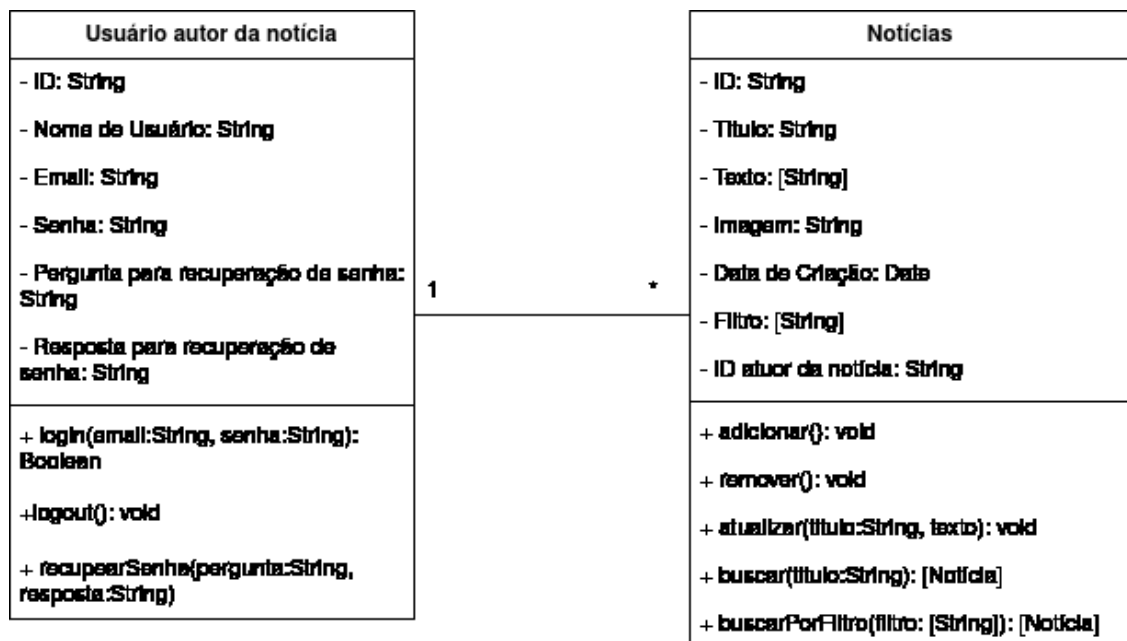 Usuário autor da notícia
- ID: String
- Nome de Usuário: String
- Email: String
- Senha: String
- Pergunta para recuperação de senha:
String
- Resposta para recuperação de
senha: String
+ login(email:String, senha:String):
Boolean
+logout(): void
+ recupearSenha(pergunta:String,
resposta:String)
1
*
Notícias
- ID: String
- Titulo: String
- Texto: [String]
- Imagem: String
- Data de Criação: Date
- Filtro: [String]
- ID atuor da notícia: String
+ adicionar(): void
+ remover(): void
+ atualizar(titulo:String, texto): void
+ buscar(titulo:String): [Notícia]
+ buscarPorFiltro(filtro: [String]): [Notícia]